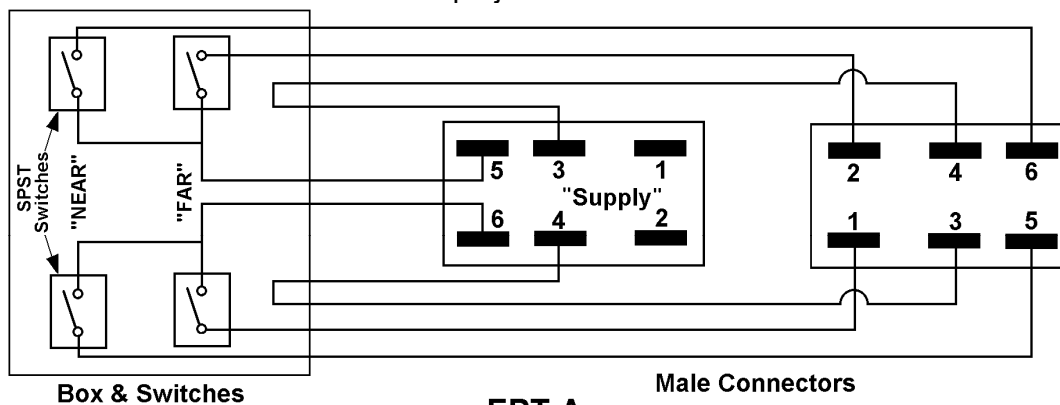 SPST
Switches
"NEAR"
"FAR"
5 3 1
"Supply"
6 4 2
2 4 6
1 3 5
Box & Switches
Male Connectors